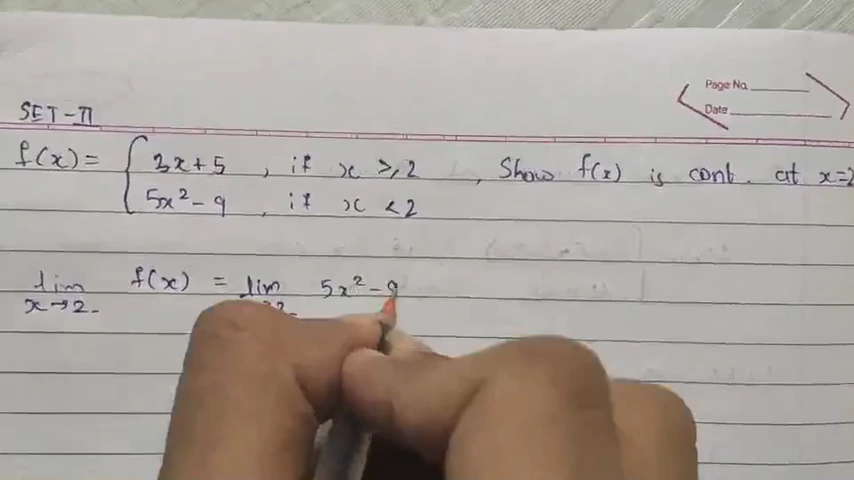 Page No.
Date
SET-II
f(x) = { 3x+5 , if x ≥ 2 , Show f(x) is cont. at x=2
5x² - 9 , if x < 2
lim f(x) = lim 5x² - 9
x→2-